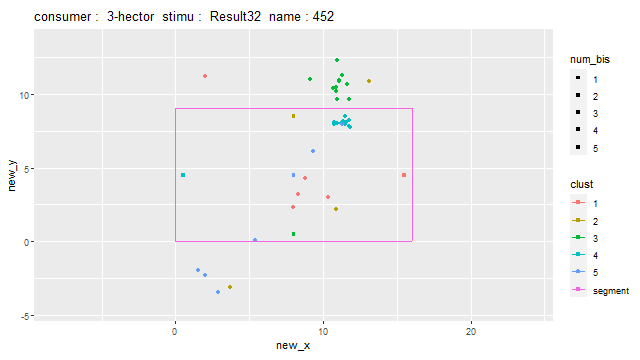 consumer :  3-hector  stimu :  Result32  name : 452
new_y
10
5
0
-5
0
10
20
new_x
num_bis
1
2
3
4
5
clust
1
2
3
4
5
segment